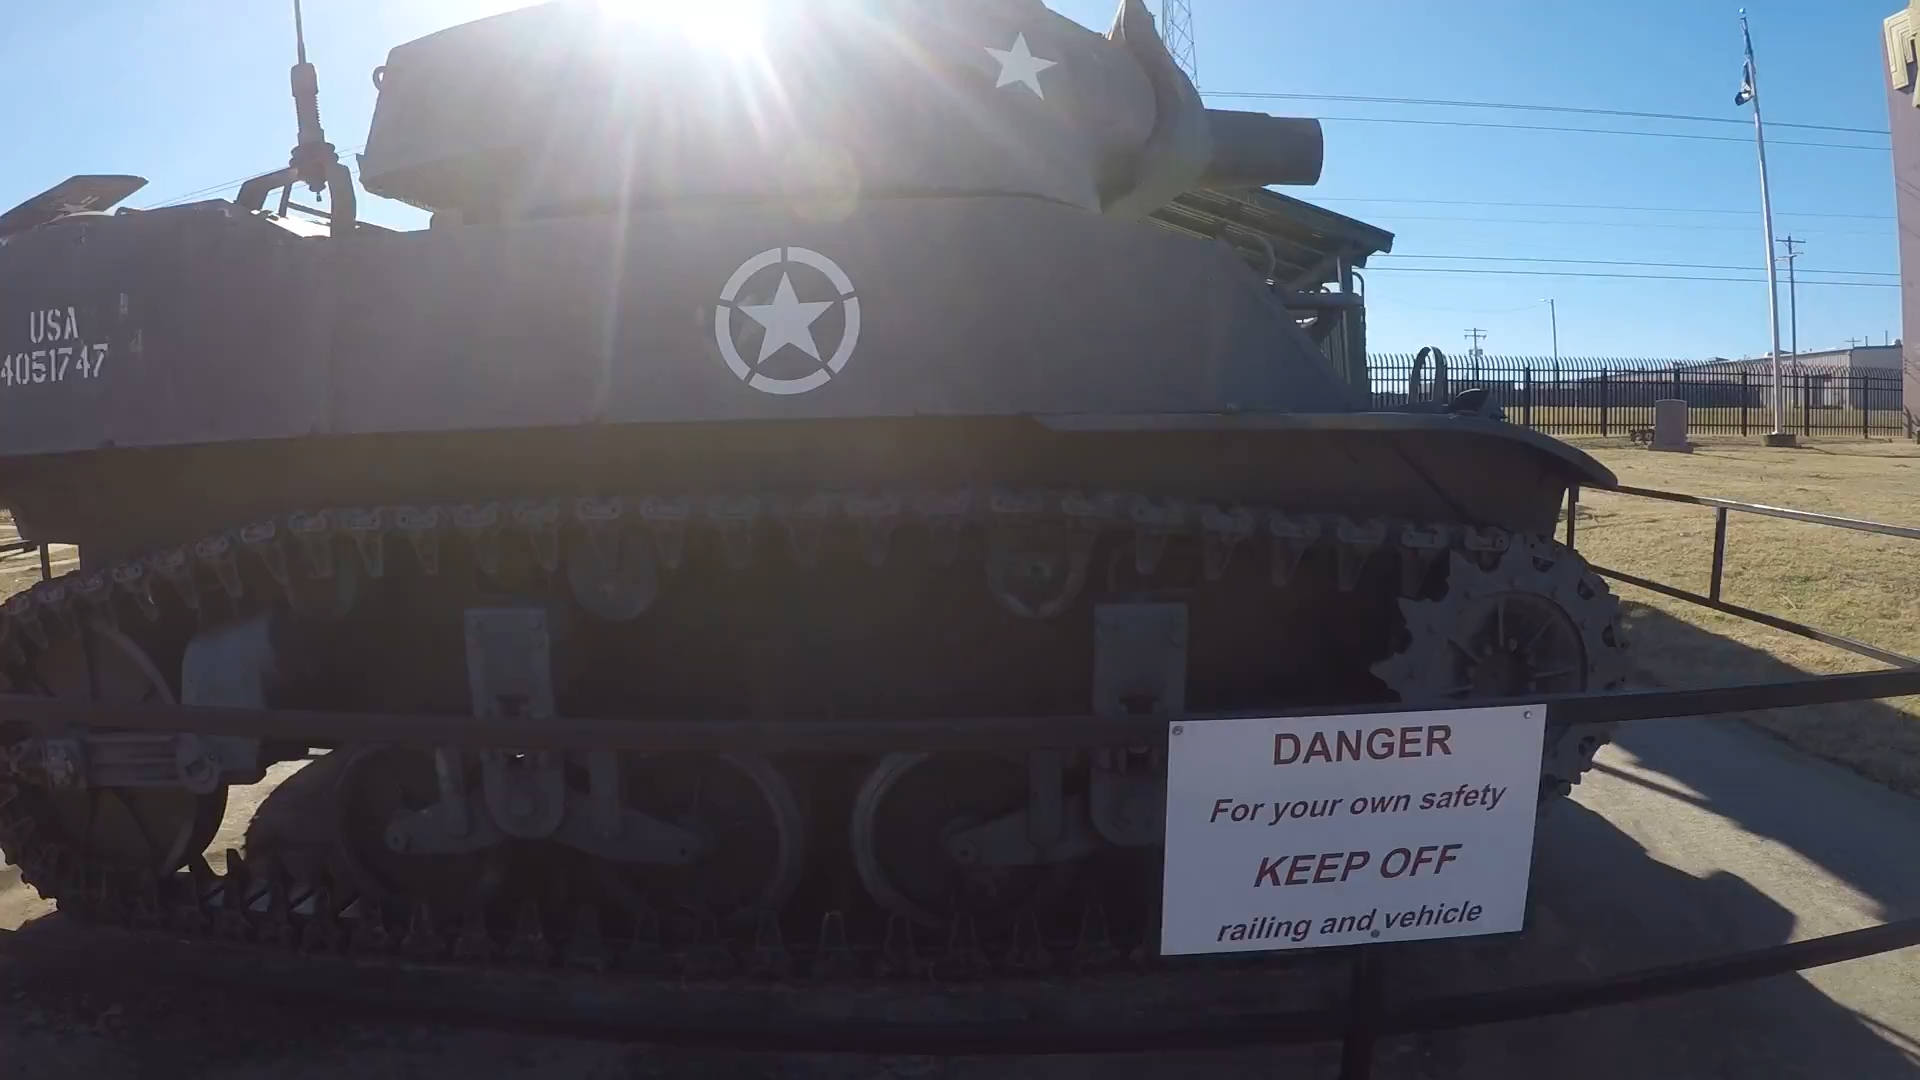 USA
4051747
DANGER
For your own safety
KEEP OFF
railing and vehicle